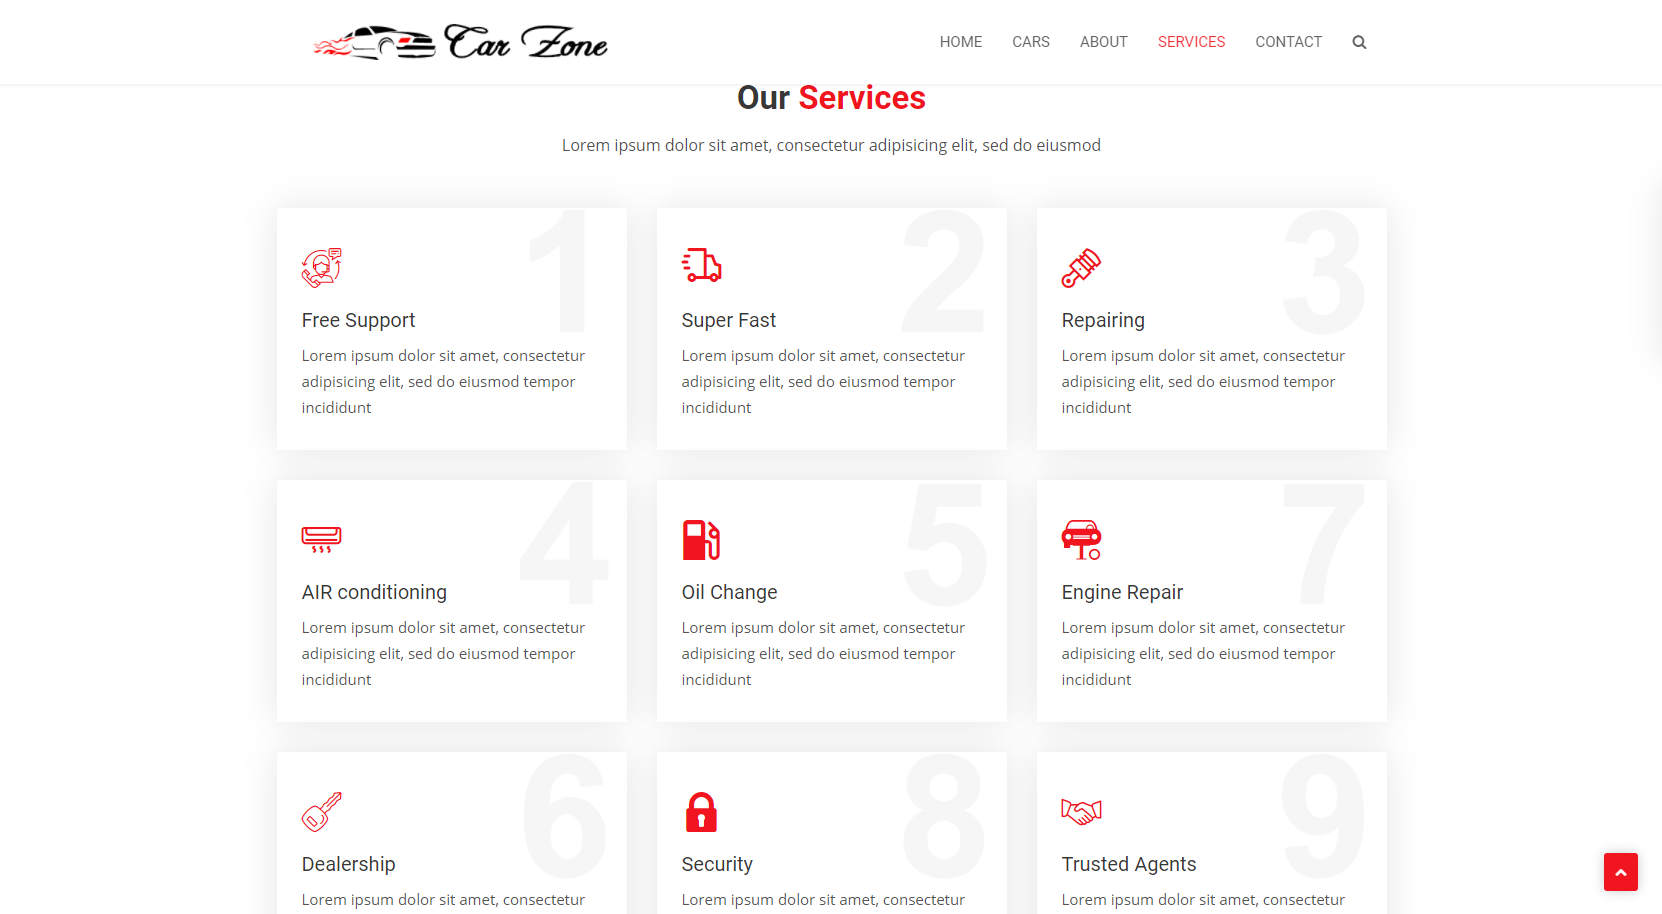 Car Zone
HOME CARS ABOUT SERVICES CONTACT
Our Services
Lorem ipsum dolor sit amet, consectetur adipisicing elit, sed do eiusmod
1
Free Support
Lorem ipsum dolor sit amet, consectetur
adipisicing elit, sed do eiusmod tempor
incididunt
2
Super Fast
Lorem ipsum dolor sit amet, consectetur
adipisicing elit, sed do eiusmod tempor
incididunt
3
Repairing
Lorem ipsum dolor sit amet, consectetur
adipisicing elit, sed do eiusmod tempor
incididunt
4
AIR conditioning
Lorem ipsum dolor sit amet, consectetur
adipisicing elit, sed do eiusmod tempor
incididunt
5
Oil Change
Lorem ipsum dolor sit amet, consectetur
adipisicing elit, sed do eiusmod tempor
incididunt
7
Engine Repair
Lorem ipsum dolor sit amet, consectetur
adipisicing elit, sed do eiusmod tempor
incididunt
6
Dealership
Lorem ipsum dolor sit amet, consectetur
8
Security
Lorem ipsum dolor sit amet, consectetur
9
Trusted Agents
Lorem ipsum dolor sit amet, consectetur